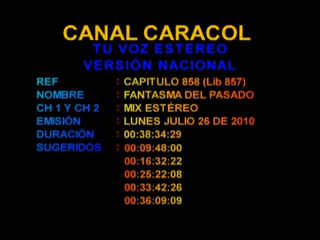 CANAL CARACOL
TU VOZ ESTEREO
VERSIÓN NACIONAL
REF : CAPITULO 858 (Lib 857)
NOMBRE : FANTASMA DEL PASADO
CH 1 Y CH 2 : MIX ESTÉREO
EMISIÓN : LUNES JULIO 26 DE 2010
DURACIÓN : 00:38:34:29
SUGERIDOS : 00:09:48:00
00:16:32:22
00:25:22:08
00:33:42:26
00:36:09:09